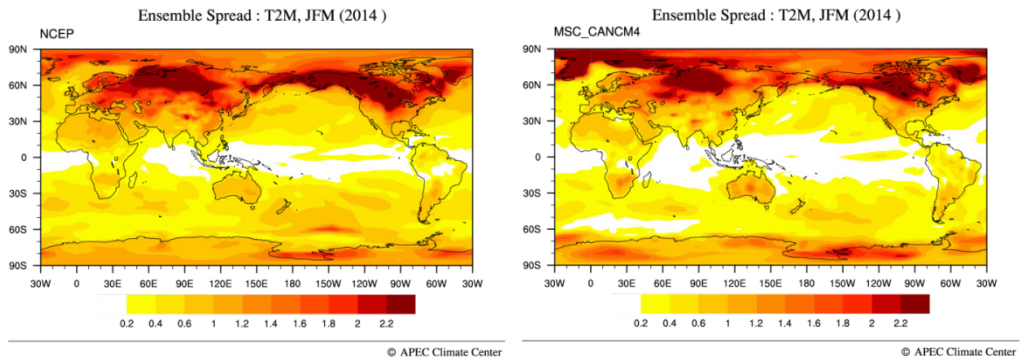 Ensemble Spread : T2M, JFM (2014 )
NCEP
90N
60N
30N
0
30S
60S
90S
30W 0 30E 60E 90E 120E 150E 180 150W 120W 90W 60W 30W
0.2 0.4 0.6 1 1.2 1.4 1.6 1.8 2 2.2
© APEC Climate Center
Ensemble Spread : T2M, JFM (2014 )
MSC_CANCM4
90N
60N
30N
0
30S
60S
90S
30W 0 30E 60E 90E 120E 150E 180 150W 120W 90W 60W 30W
0.2 0.4 0.6 1 1.2 1.4 1.6 1.8 2 2.2
© APEC Climate Center